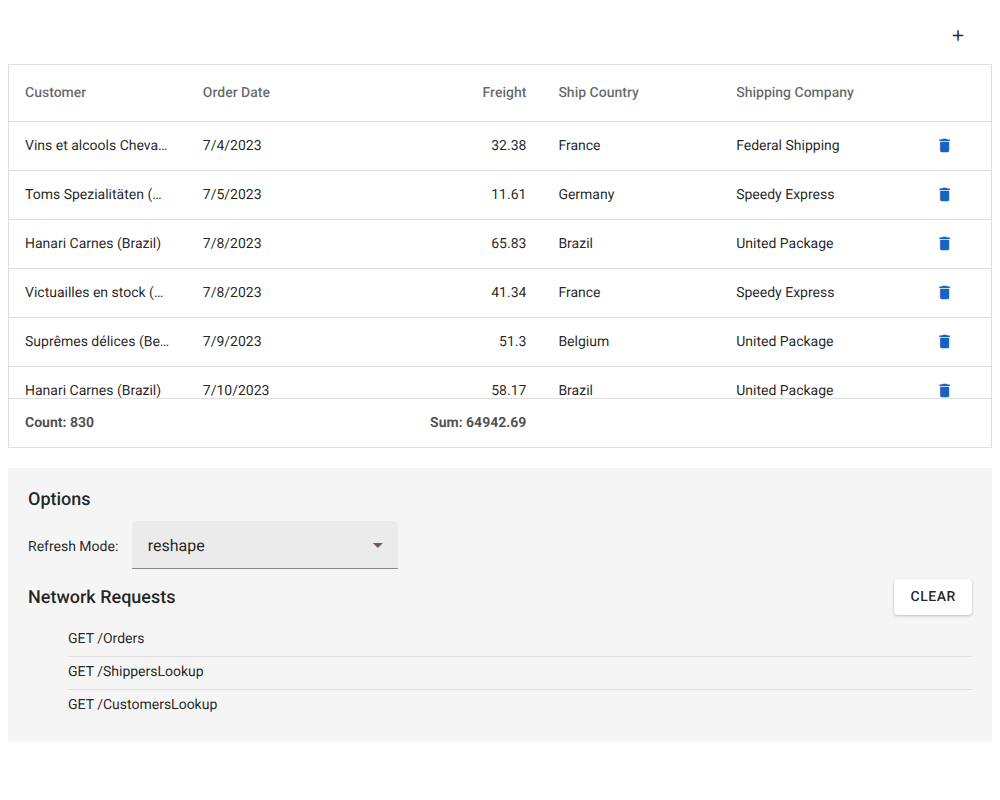 +
Customer Order Date Freight Ship Country Shipping Company
Vins et alcools Cheva... 7/4/2023 32.38 France Federal Shipping
Toms Spezialitäten (... 7/5/2023 11.61 Germany Speedy Express
Hanari Carnes (Brazil) 7/8/2023 65.83 Brazil United Package
Victuailles en stock (... 7/8/2023 41.34 France Speedy Express
Suprêmes délices (Be... 7/9/2023 51.3 Belgium United Package
Hanari Carnes (Brazil) 7/10/2023 58.17 Brazil United Package
Count: 830 Sum: 64942.69
Options
Refresh Mode: reshape
Network Requests CLEAR
GET /Orders
GET /ShippersLookup
GET /CustomersLookup